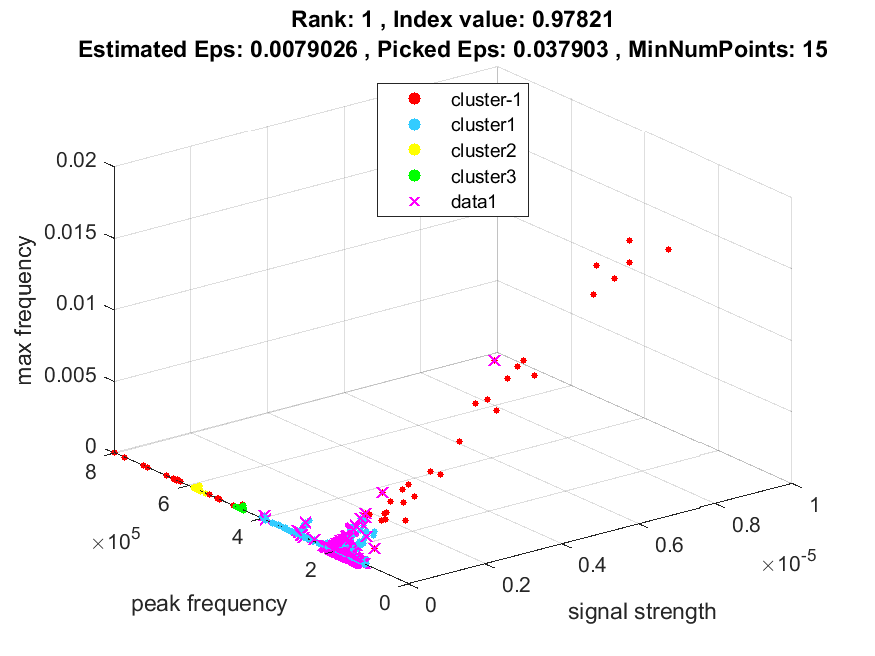 Rank: 1 , Index value: 0.97821
Estimated Eps: 0.0079026 , Picked Eps: 0.037903 , MinNumPoints: 15
cluster-1
cluster1
cluster2
cluster3
data1
0.02
0.015
0.01
0.005
0
max frequency
8
6
4
2
0
×10^5
peak frequency
0
0.2
0.4
0.6
0.8
1
×10^-5
signal strength